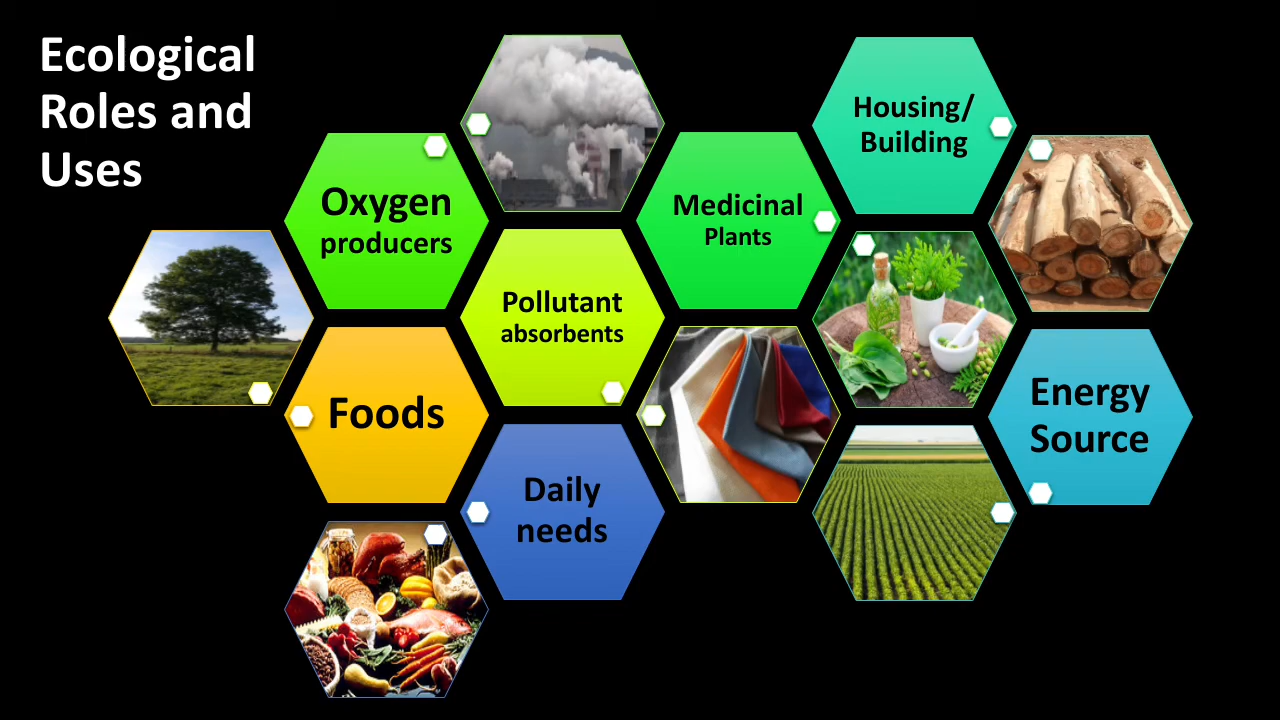 Ecological
Roles and
Uses
Oxygen
producers
Pollutant
absorbents
Medicinal
Plants
Housing/
Building
Foods
Daily
needs
Energy
Source